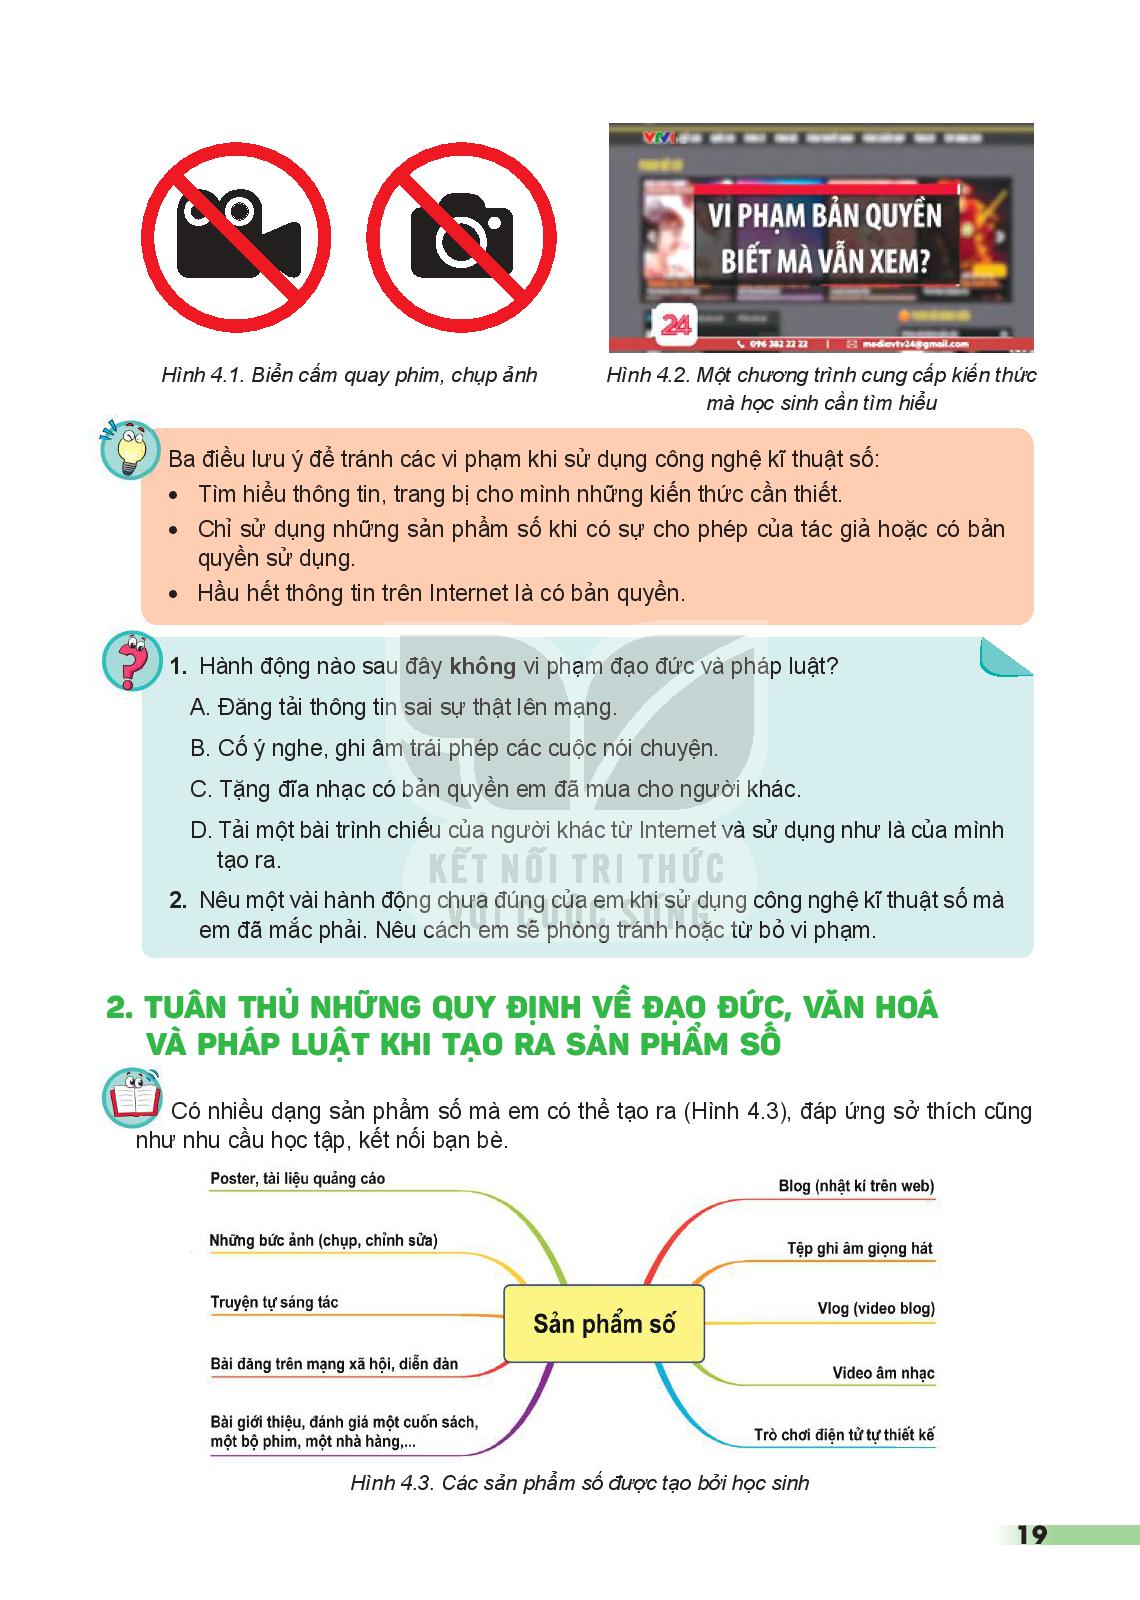 VTV1
VI PHẠM BẢN QUYỀN
BIẾT MÀ VẪN XEM?
24
096 382 22 22 | mediavtv24@gmail.com
Hình 4.1. Biển cấm quay phim, chụp ảnh
Hình 4.2. Một chương trình cung cấp kiến thức
mà học sinh cần tìm hiểu
Ba điều lưu ý để tránh các vi phạm khi sử dụng công nghệ kĩ thuật số:
• Tìm hiểu thông tin, trang bị cho mình những kiến thức cần thiết.
• Chỉ sử dụng những sản phẩm số khi có sự cho phép của tác giả hoặc có bản
quyền sử dụng.
• Hầu hết thông tin trên Internet là có bản quyền.
1. Hành động nào sau đây không vi phạm đạo đức và pháp luật?
A. Đăng tải thông tin sai sự thật lên mạng.
B. Cố ý nghe, ghi âm trái phép các cuộc nói chuyện.
C. Tặng đĩa nhạc có bản quyền em đã mua cho người khác.
D. Tải một bài trình chiếu của người khác từ Internet và sử dụng như là của mình
tạo ra.
KẾT NỐI TRI THỨC
VỚI CUỘC SỐNG
2. Nêu một vài hành động chưa đúng của em khi sử dụng công nghệ kĩ thuật số mà
em đã mắc phải. Nêu cách em sẽ phòng tránh hoặc từ bỏ vi phạm.
2. TUÂN THỦ NHỮNG QUY ĐỊNH VỀ ĐẠO ĐỨC, VĂN HOÁ
VÀ PHÁP LUẬT KHI TẠO RA SẢN PHẨM SỐ
Có nhiều dạng sản phẩm số mà em có thể tạo ra (Hình 4.3), đáp ứng sở thích cũng
như nhu cầu học tập, kết nối bạn bè.
Poster, tài liệu quảng cáo
Những bức ảnh (chụp, chỉnh sửa)
Truyện tự sáng tác
Bài đăng trên mạng xã hội, diễn đàn
Bài giới thiệu, đánh giá một cuốn sách,
một bộ phim, một nhà hàng,...
Sản phẩm số
Blog (nhật kí trên web)
Tệp ghi âm giọng hát
Vlog (video blog)
Video âm nhạc
Trò chơi điện tử tự thiết kế
Hình 4.3. Các sản phẩm số được tạo bởi học sinh
19